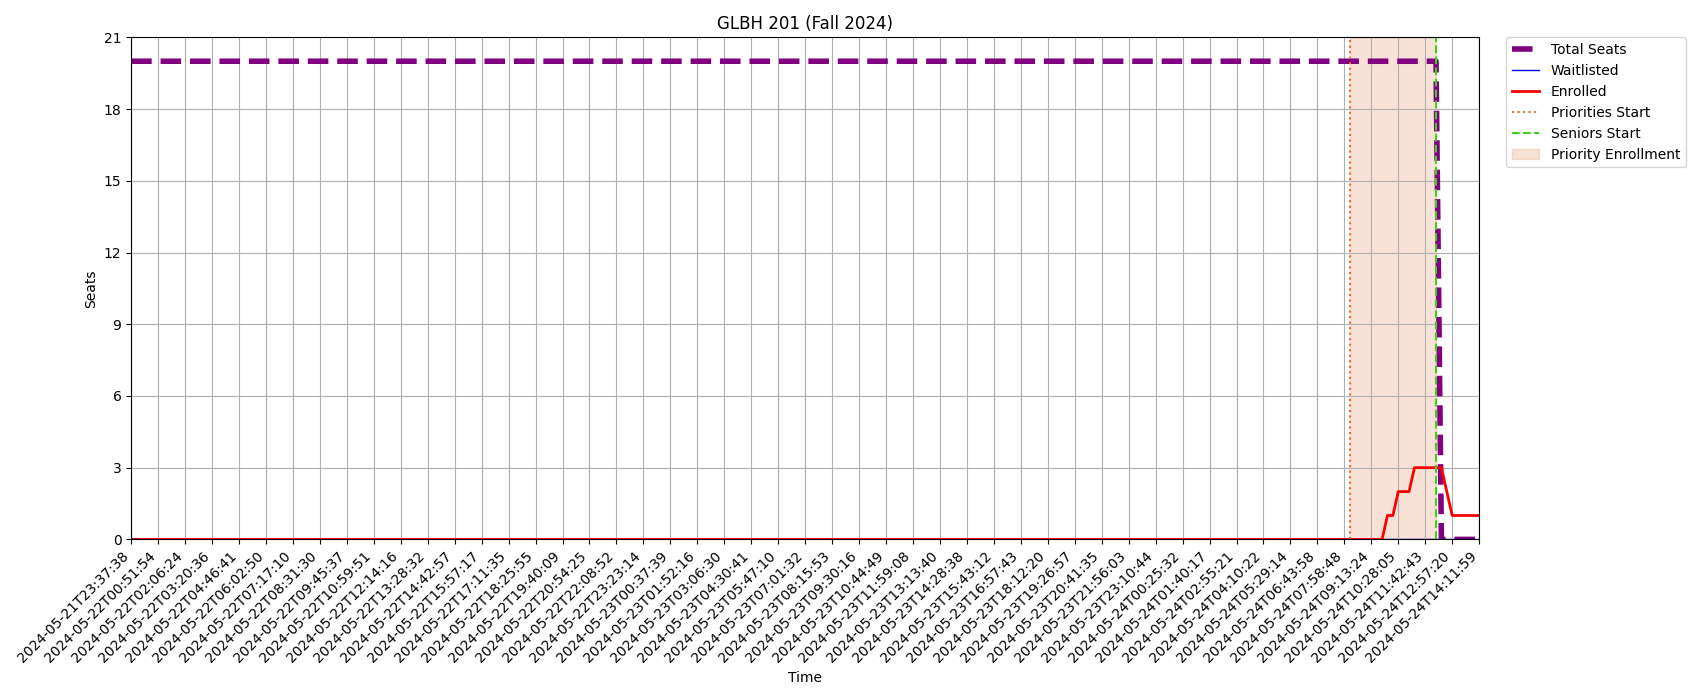 GLBH 201 (Fall 2024)
21
18
15
12
9
6
3
0
Seats
Total Seats
Waitlisted
Enrolled
Priorities Start
Seniors Start
Priority Enrollment
2024-05-21T23:37:38
2024-05-22T00:51:54
2024-05-22T02:06:24
2024-05-22T03:20:36
2024-05-22T04:46:41
2024-05-22T06:02:50
2024-05-22T07:17:10
2024-05-22T08:31:30
2024-05-22T09:45:37
2024-05-22T10:59:51
2024-05-22T12:14:16
2024-05-22T13:28:32
2024-05-22T14:42:57
2024-05-22T15:57:17
2024-05-22T17:11:35
2024-05-22T18:25:55
2024-05-22T19:40:09
2024-05-22T20:54:25
2024-05-22T22:08:52
2024-05-22T23:23:14
2024-05-23T00:37:39
2024-05-23T01:52:16
2024-05-23T03:06:30
2024-05-23T04:30:41
2024-05-23T05:47:10
2024-05-23T07:01:32
2024-05-23T08:15:53
2024-05-23T09:30:16
2024-05-23T10:44:49
2024-05-23T11:59:08
2024-05-23T13:13:40
2024-05-23T14:28:38
2024-05-23T15:43:12
2024-05-23T16:57:43
2024-05-23T18:12:20
2024-05-23T19:26:57
2024-05-23T20:41:35
2024-05-23T21:56:03
2024-05-23T23:10:44
2024-05-24T00:25:32
2024-05-24T01:40:17
2024-05-24T02:55:21
2024-05-24T04:10:22
2024-05-24T05:29:14
2024-05-24T06:43:58
2024-05-24T07:58:48
2024-05-24T09:13:24
2024-05-24T10:28:05
2024-05-24T11:42:43
2024-05-24T12:57:20
2024-05-24T14:11:59
Time